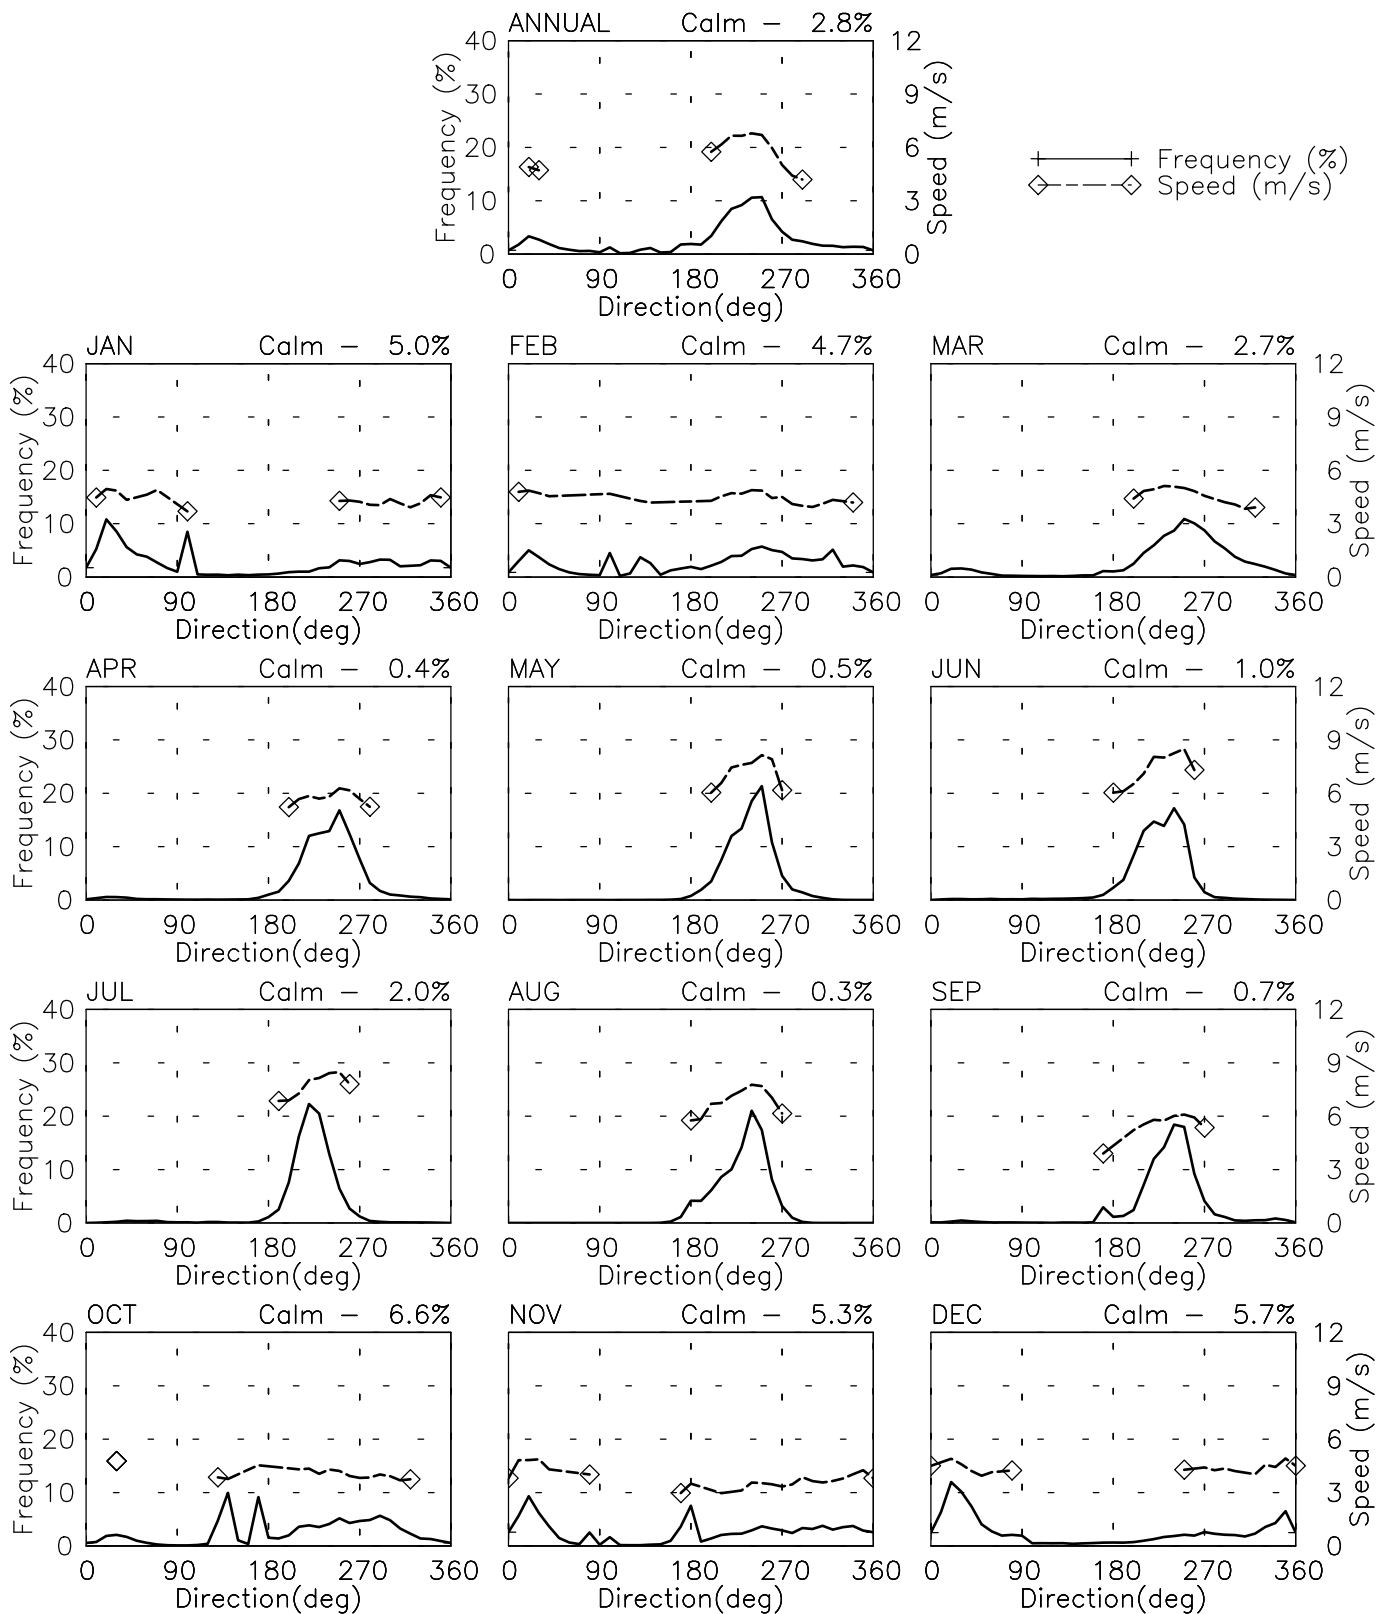 ANNUAL Calm − 2.8%
40 12
30 9
20 6
10 3
0 0
Frequency (%)
Speed (m/s)
0 90 180 270 360
Direction(deg)
Frequency (%)
Speed (m/s)
JAN Calm − 5.0% FEB Calm − 4.7% MAR Calm − 2.7%
40 12
30 9
20 6
10 3
0 0
Frequency (%)
Speed (m/s)
0 90 180 270 360 0 90 180 270 360 0 90 180 270 360
Direction(deg) Direction(deg) Direction(deg)
APR Calm − 0.4% MAY Calm − 0.5% JUN Calm − 1.0%
40 12
30 9
20 6
10 3
0 0
Frequency (%)
Speed (m/s)
0 90 180 270 360 0 90 180 270 360 0 90 180 270 360
Direction(deg) Direction(deg) Direction(deg)
JUL Calm − 2.0% AUG Calm − 0.3% SEP Calm − 0.7%
40 12
30 9
20 6
10 3
0 0
Frequency (%)
Speed (m/s)
0 90 180 270 360 0 90 180 270 360 0 90 180 270 360
Direction(deg) Direction(deg) Direction(deg)
OCT Calm − 6.6% NOV Calm − 5.3% DEC Calm − 5.7%
40 12
30 9
20 6
10 3
0 0
Frequency (%)
Speed (m/s)
0 90 180 270 360 0 90 180 270 360 0 90 180 270 360
Direction(deg) Direction(deg) Direction(deg)